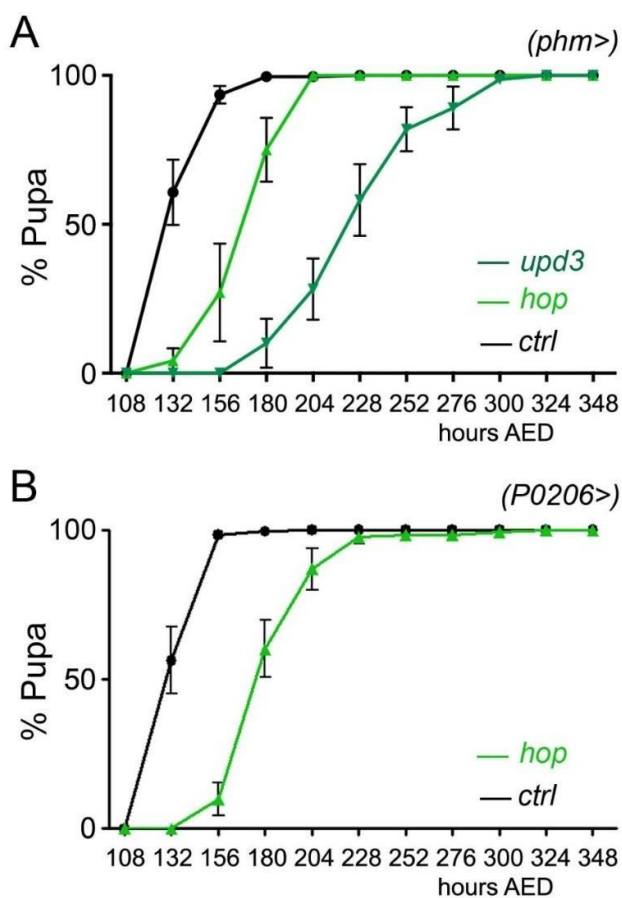 A
(phm>)
100
50
0
% Pupa
upd3
hop
ctrl
108 132 156 180 204 228 252 276 300 324 348
hours AED
B
(P0206>)
100
50
0
% Pupa
hop
ctrl
108 132 156 180 204 228 252 276 300 324 348
hours AED